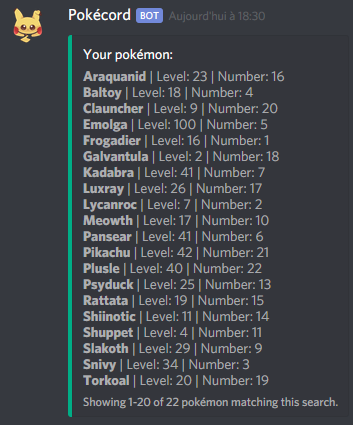 Pokécord BOT Aujourd'hui à 18:30
Your pokémon:
Araquanid | Level: 23 | Number: 16
Baltoy | Level: 18 | Number: 4
Clauncher | Level: 9 | Number: 20
Emolga | Level: 100 | Number: 5
Frogadier | Level: 16 | Number: 1
Galvantula | Level: 2 | Number: 18
Kadabra | Level: 41 | Number: 7
Luxray | Level: 26 | Number: 17
Lycanroc | Level: 7 | Number: 2
Meowth | Level: 17 | Number: 10
Pansear | Level: 41 | Number: 6
Pikachu | Level: 42 | Number: 21
Plusle | Level: 40 | Number: 22
Psyduck | Level: 25 | Number: 13
Rattata | Level: 19 | Number: 15
Shiinotic | Level: 11 | Number: 14
Shuppet | Level: 4 | Number: 11
Slakoth | Level: 29 | Number: 9
Snivy | Level: 34 | Number: 3
Torkoal | Level: 20 | Number: 19
Showing 1-20 of 22 pokémon matching this search.